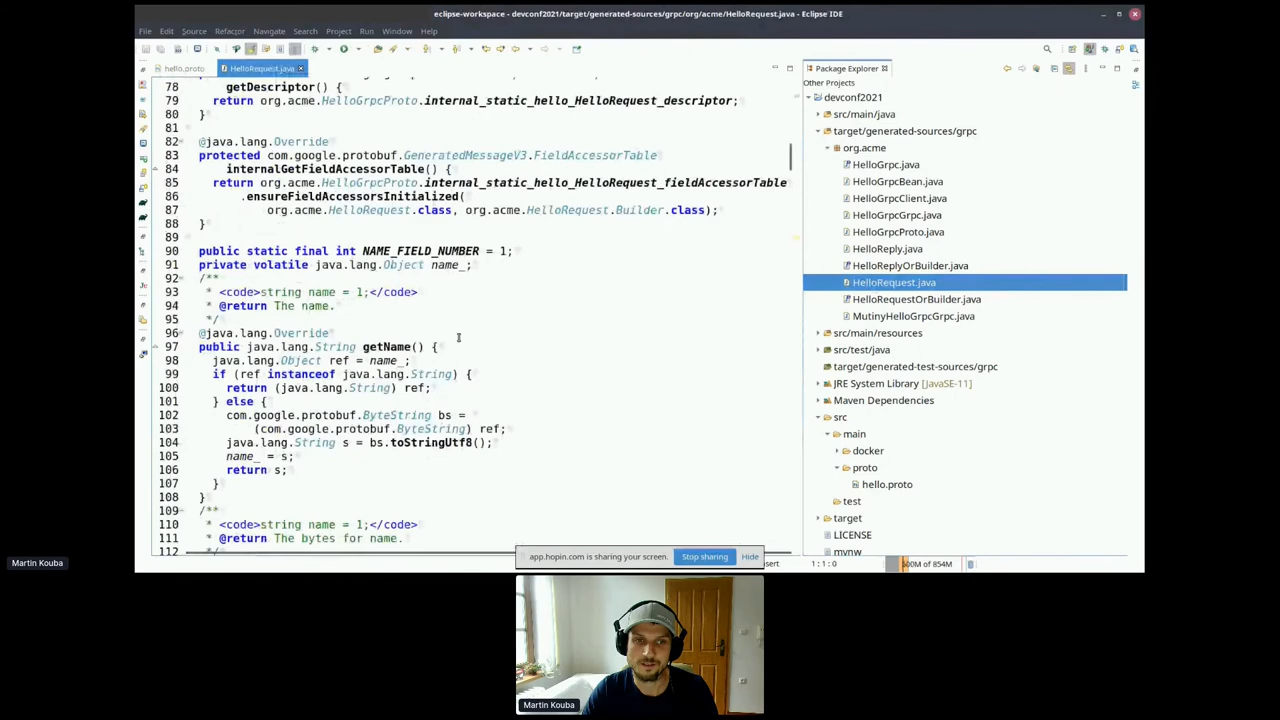 eclipse-workspace - devconf2021/target/generated-sources/grpc/org/acme/HelloRequest.java - Eclipse IDE
File Edit Source Refactor Navigate Search Project Run Window Help
hello.proto HelloRequest.java
78 getDescriptor() {
79 return org.acme.HelloGrpcProto.internal_static_hello_HelloRequest_descriptor;
80 }
81
82 @java.lang.Override
83 protected com.google.protobuf.GeneratedMessageV3.FieldAccessorTable
84 internalGetFieldAccessorTable() {
85 return org.acme.HelloGrpcProto.internal_static_hello_HelloRequest_fieldAccessorTable
86 .ensureFieldAccessorsInitialized(
87 org.acme.HelloRequest.class, org.acme.HelloRequest.Builder.class);
88 }
89
90 public static final int NAME_FIELD_NUMBER = 1;
91 private volatile java.lang.Object name_;
92 /**
93 * <code>string name = 1;</code>
94 * @return The name.
95 */
96 @java.lang.Override
97 public java.lang.String getName() {
98 java.lang.Object ref = name_;
99 if (ref instanceof java.lang.String) {
100 return (java.lang.String) ref;
101 } else {
102 com.google.protobuf.ByteString bs =
103 (com.google.protobuf.ByteString) ref;
104 java.lang.String s = bs.toStringUtf8();
105 name_ = s;
106 return s;
107 }
108 }
109 /**
110 * <code>string name = 1;</code>
111 * @return The bytes for name.
112 */
Package Explorer
Other Projects
devconf2021
src/main/java
target/generated-sources/grpc
org.acme
HelloGrpc.java
HelloGrpcBean.java
HelloGrpcClient.java
HelloGrpcGrpc.java
HelloGrpcProto.java
HelloReply.java
HelloReplyOrBuilder.java
HelloRequest.java
HelloRequestOrBuilder.java
MutinyHelloGrpcGrpc.java
src/main/resources
src/test/java
target/generated-test-sources/grpc
JRE System Library [JavaSE-11]
Maven Dependencies
src
main
docker
proto
hello.proto
test
target
LICENSE
mvnw
app.hopin.com is sharing your screen. Stop sharing Hide
1 : 1 : 0
of 854M
Martin Kouba
Martin Kouba